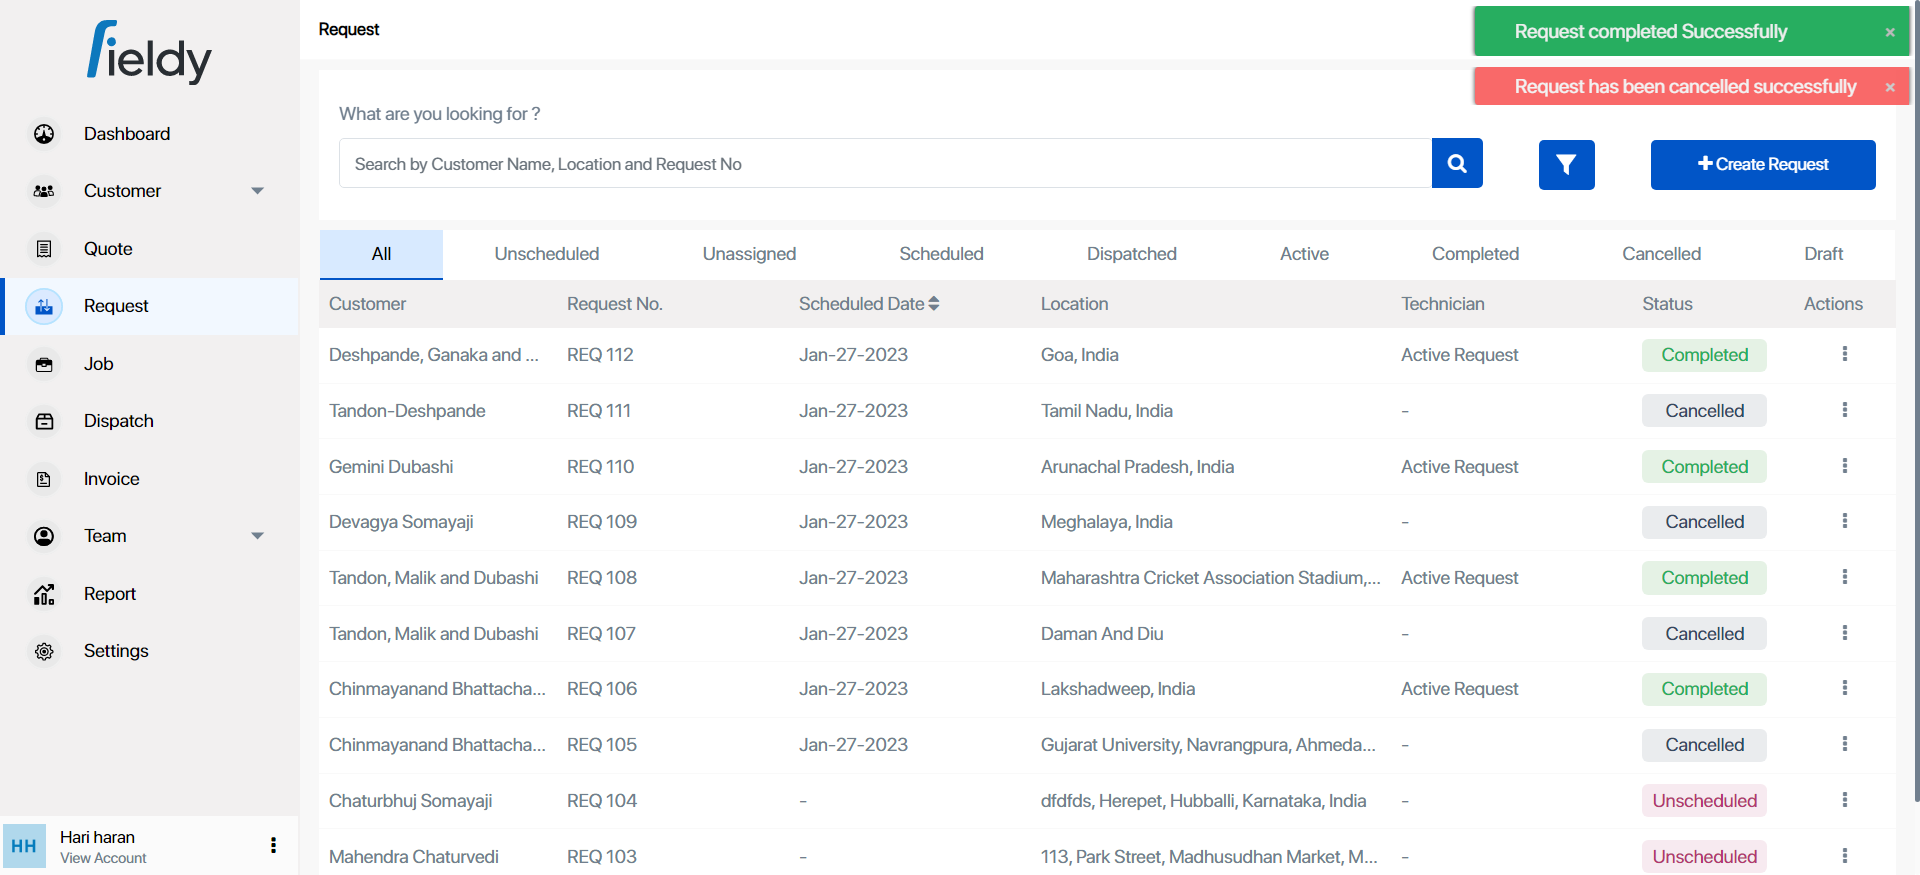 fieldy
Dashboard
Customer
Quote
Request
Job
Dispatch
Invoice
Team
Report
Settings
HH
Hari haran
View Account
Request
Request completed Successfully ×
Request has been cancelled successfully ×
What are you looking for ?
Search by Customer Name, Location and Request No
Create Request
All Unscheduled Unassigned Scheduled Dispatched Active Completed Cancelled Draft
Customer Request No. Scheduled Date Location Technician Status Actions
Deshpande, Ganaka and ... REQ 112 Jan-27-2023 Goa, India Active Request Completed
Tandon-Deshpande REQ 111 Jan-27-2023 Tamil Nadu, India - Cancelled
Gemini Dubashi REQ 110 Jan-27-2023 Arunachal Pradesh, India Active Request Completed
Devagya Somayaji REQ 109 Jan-27-2023 Meghalaya, India - Cancelled
Tandon, Malik and Dubashi REQ 108 Jan-27-2023 Maharashtra Cricket Association Stadium,... Active Request Completed
Tandon, Malik and Dubashi REQ 107 Jan-27-2023 Daman And Diu - Cancelled
Chinmayanand Bhattacha... REQ 106 Jan-27-2023 Lakshadweep, India Active Request Completed
Chinmayanand Bhattacha... REQ 105 Jan-27-2023 Gujarat University, Navrangpura, Ahmeda... - Cancelled
Chaturbhuj Somayaji REQ 104 - dfdfds, Herepet, Hubballi, Karnataka, India - Unscheduled
Mahendra Chaturvedi REQ 103 - 113, Park Street, Madhusudhan Market, M... - Unscheduled